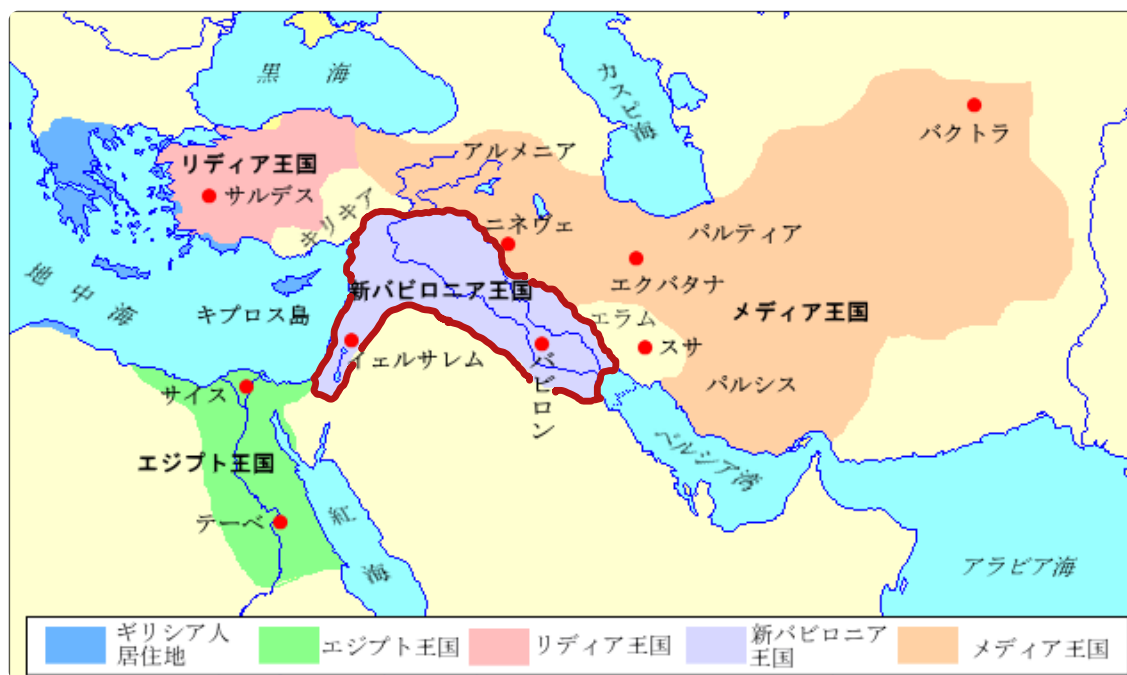 黒 海
カスピ海
バクトラ
アルメニア
リディア王国
サルデス
キリキア
ニネヴェ
パルティア
エクバタナ
地中海
新バビロニア王国
キプロス島
エラム
メディア王国
イェルサレム
スサ
バビロン
パルシス
サイス
エジプト王国
ペルシア湾
テーベ
紅海
アラビア海
ギリシア人
居住地
エジプト王国
リディア王国
新バビロニア
王国
メディア王国